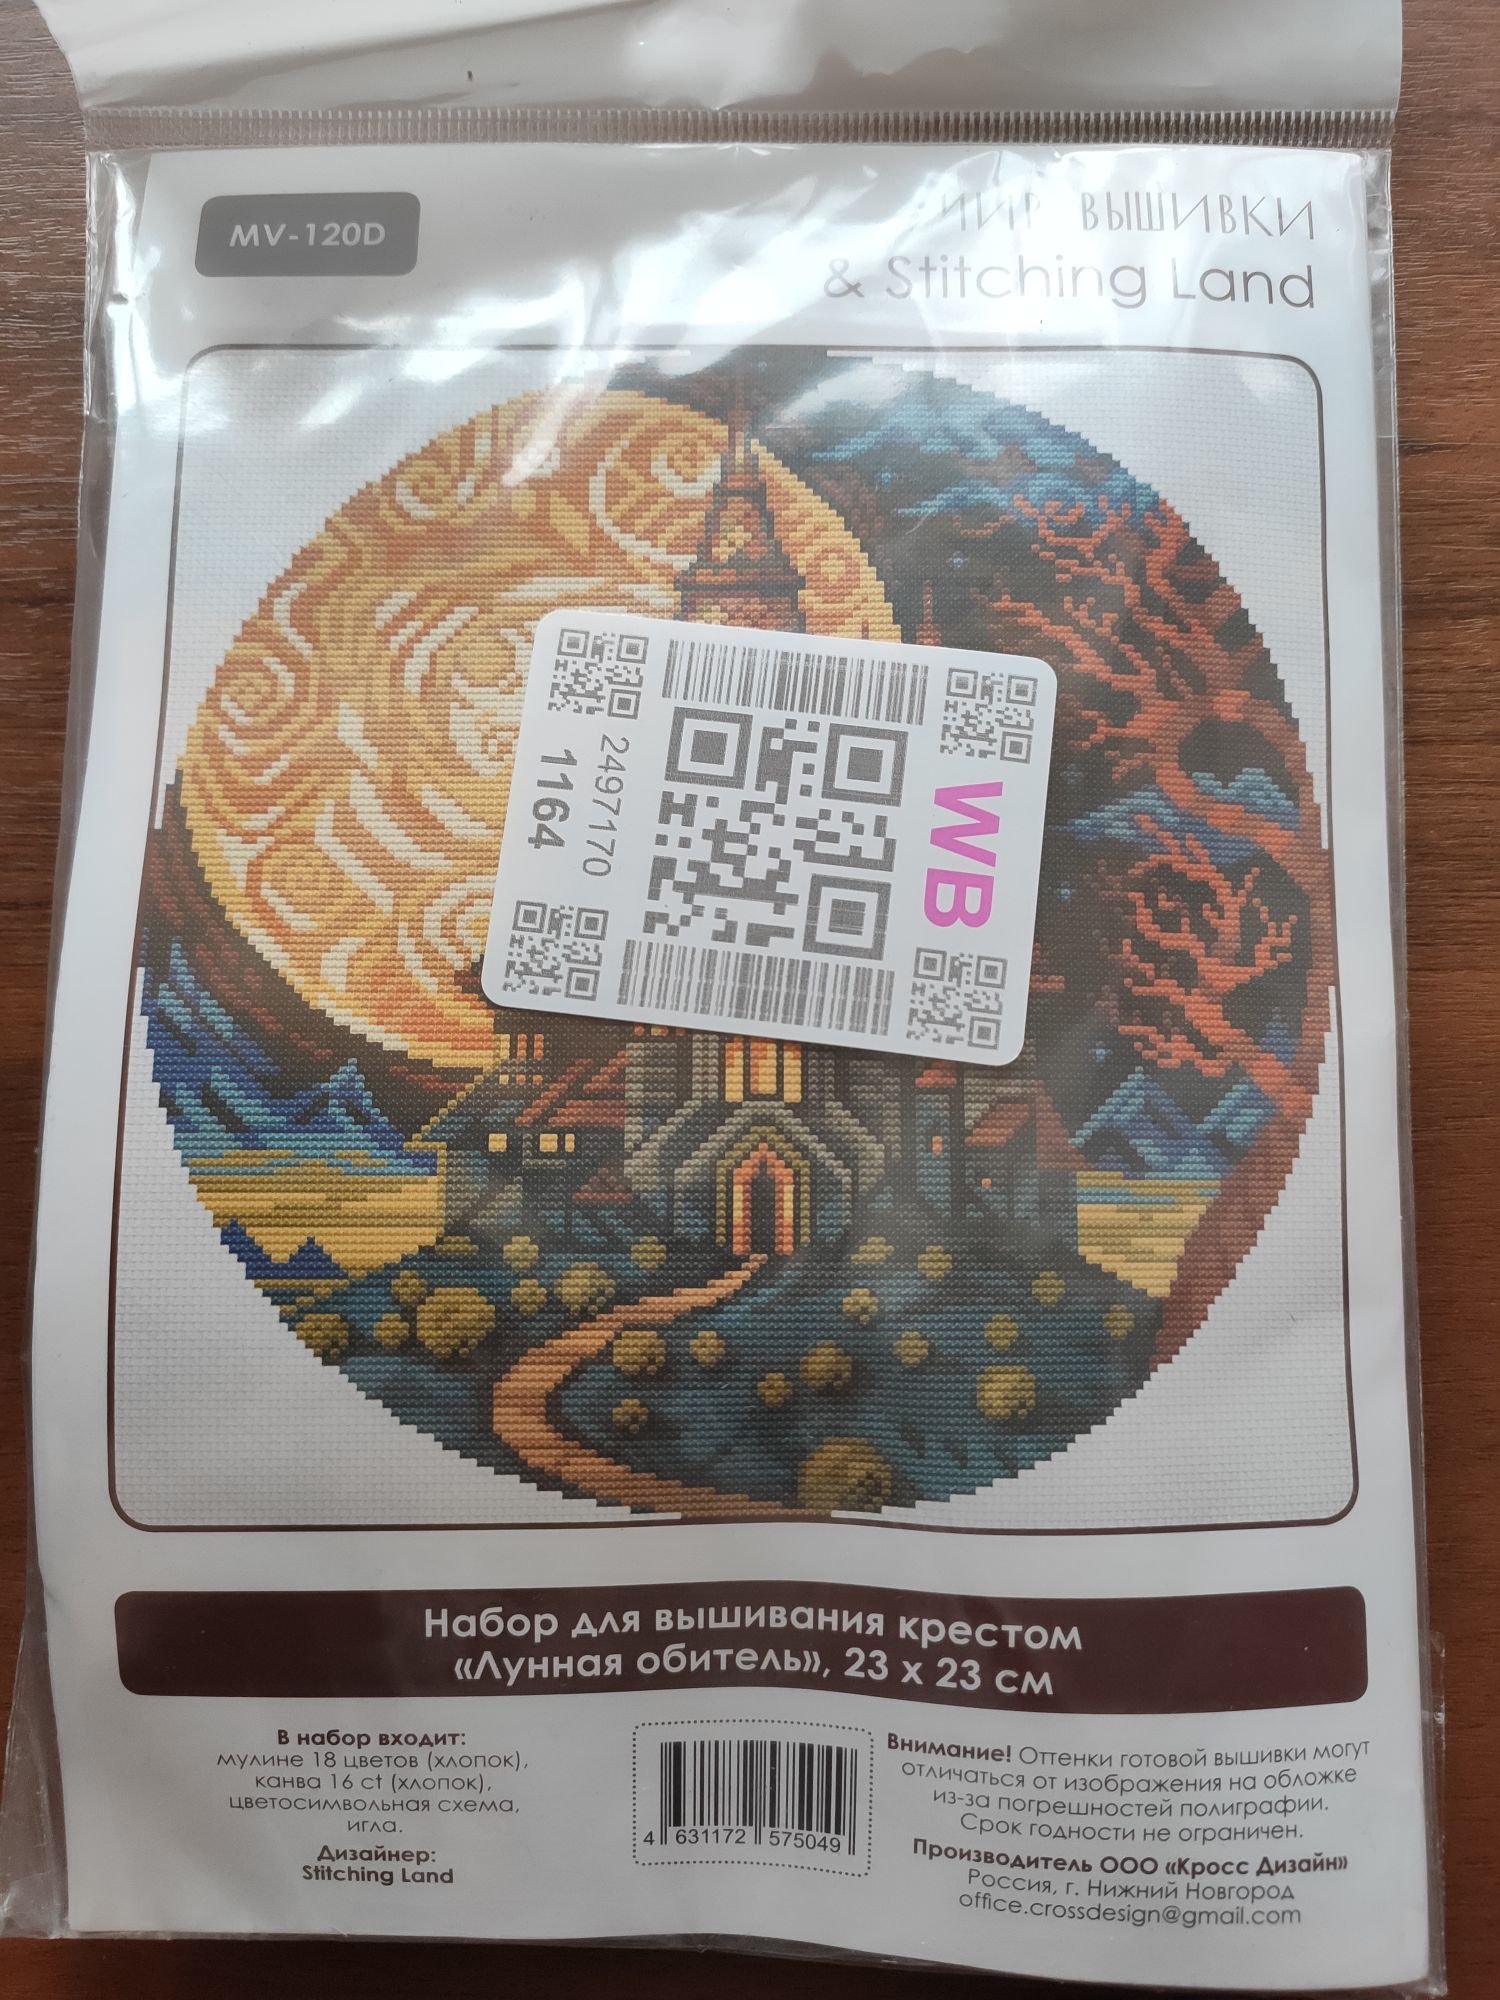 MV-120D
МИР ВЫШИВКИ
& Stitching Land
WB
2497170
1164
Набор для вышивания крестом
«Лунная обитель», 23 x 23 см
В набор входит:
мулине 18 цветов (хлопок),
канва 16 ct (хлопок),
цветосимвольная схема,
игла.
Дизайнер:
Stitching Land
4 631172 575049
Внимание! Оттенки готовой вышивки могут
отличаться от изображения на обложке
из-за погрешностей полиграфии.
Срок годности не ограничен.
Производитель ООО «Кросс Дизайн»
Россия, г. Нижний Новгород
office.crossdesign@gmail.com